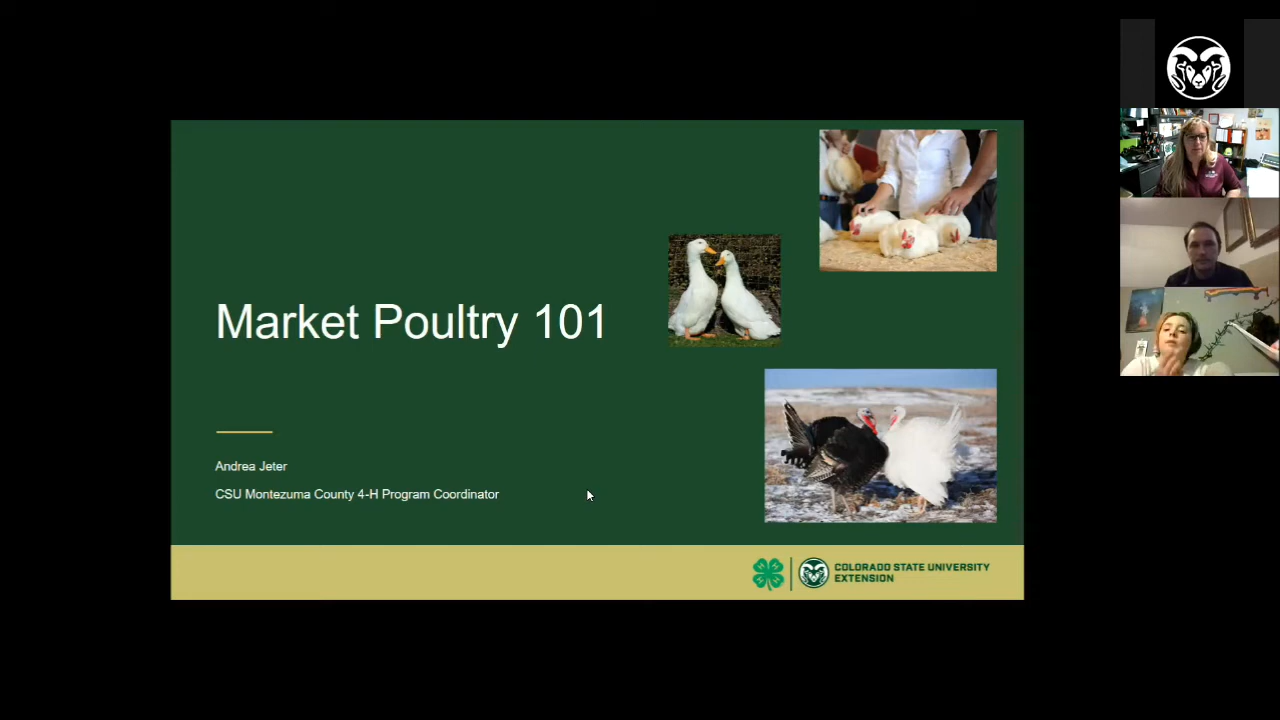 Market Poultry 101
Andrea Jeter
CSU Montezuma County 4-H Program Coordinator
COLORADO STATE UNIVERSITY
EXTENSION